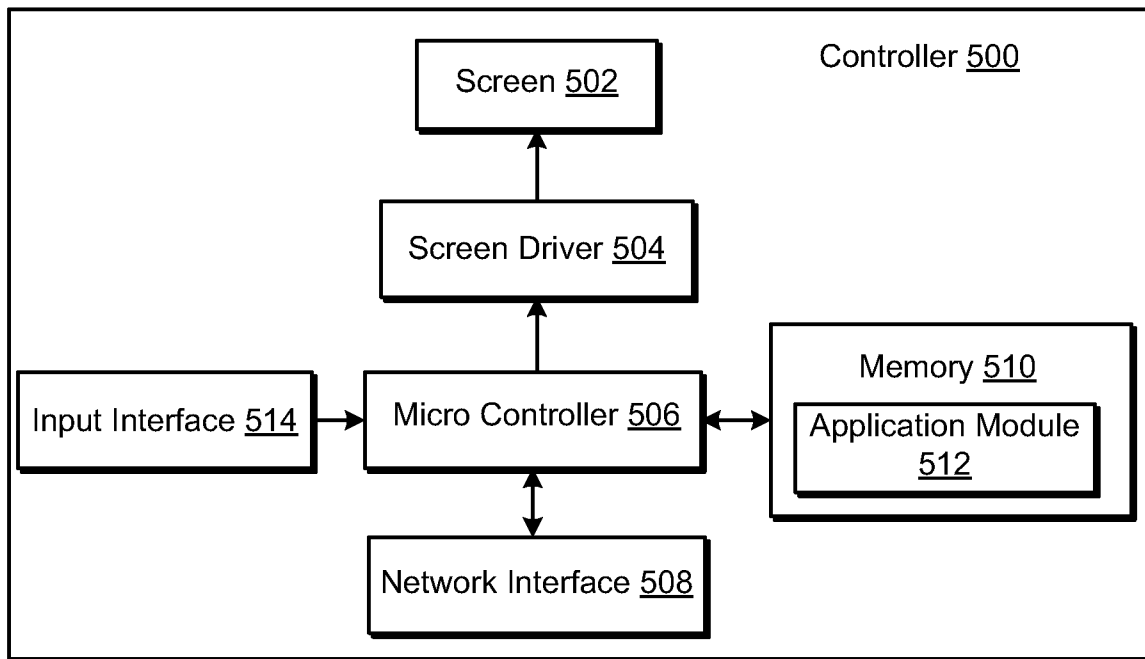 Controller 500
Screen 502
Screen Driver 504
Input Interface 514
Micro Controller 506
Memory 510
Application Module
512
Network Interface 508